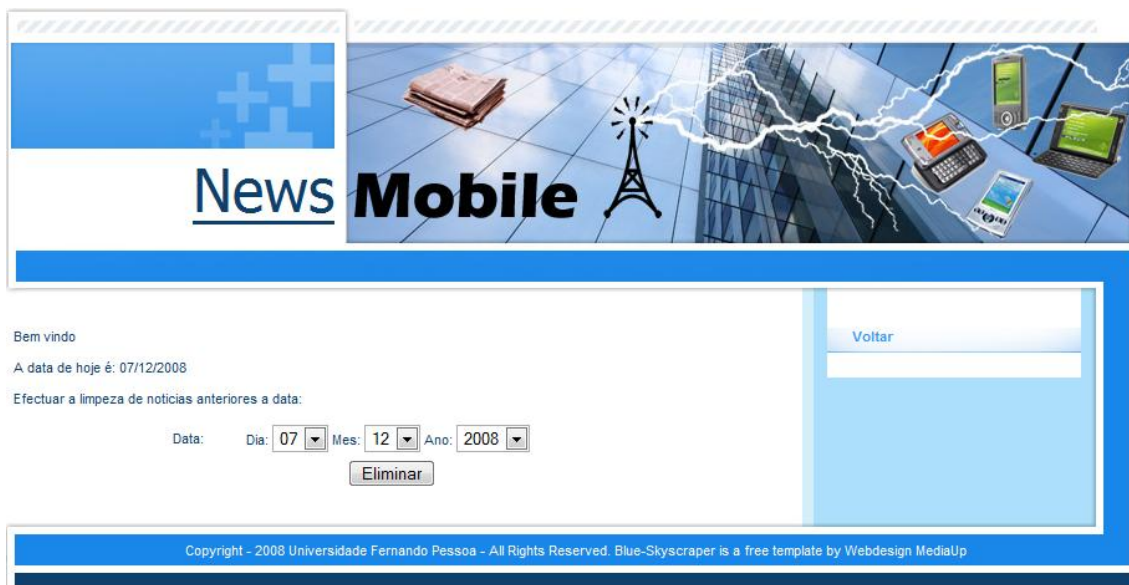 News Mobile
Bem vindo
Voltar
A data de hoje é: 07/12/2008
Efectuar a limpeza de noticias anteriores a data:
Data: Dia: 07 Mes: 12 Ano: 2008
Eliminar
Copyright - 2008 Universidade Fernando Pessoa - All Rights Reserved. Blue-Skyscraper is a free template by Webdesign MediaUp